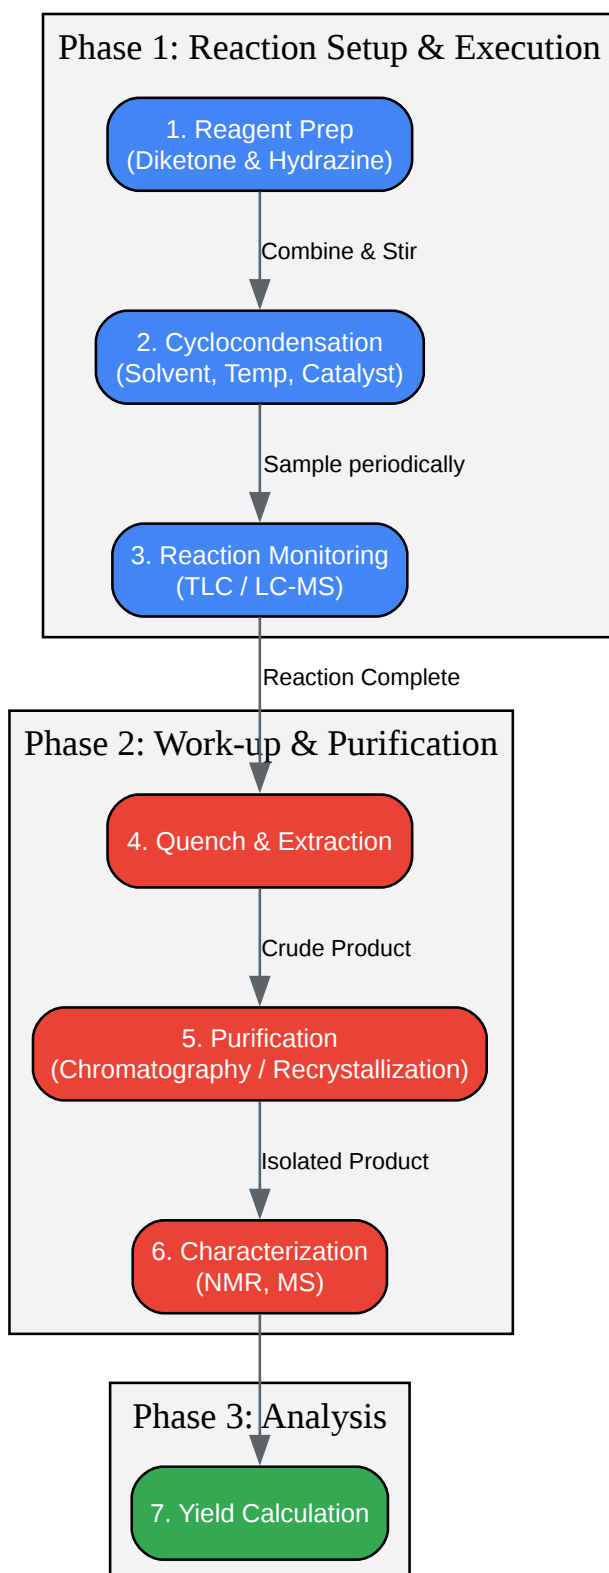 Phase 1: Reaction Setup & Execution
1. Reagent Prep
(Diketone & Hydrazine)
Combine & Stir
2. Cyclocondensation
(Solvent, Temp, Catalyst)
Sample periodically
3. Reaction Monitoring
(TLC / LC-MS)
Reaction Complete
Phase 2: Work-up & Purification
4. Quench & Extraction
Crude Product
5. Purification
(Chromatography / Recrystallization)
Isolated Product
6. Characterization
(NMR, MS)
Phase 3: Analysis
7. Yield Calculation